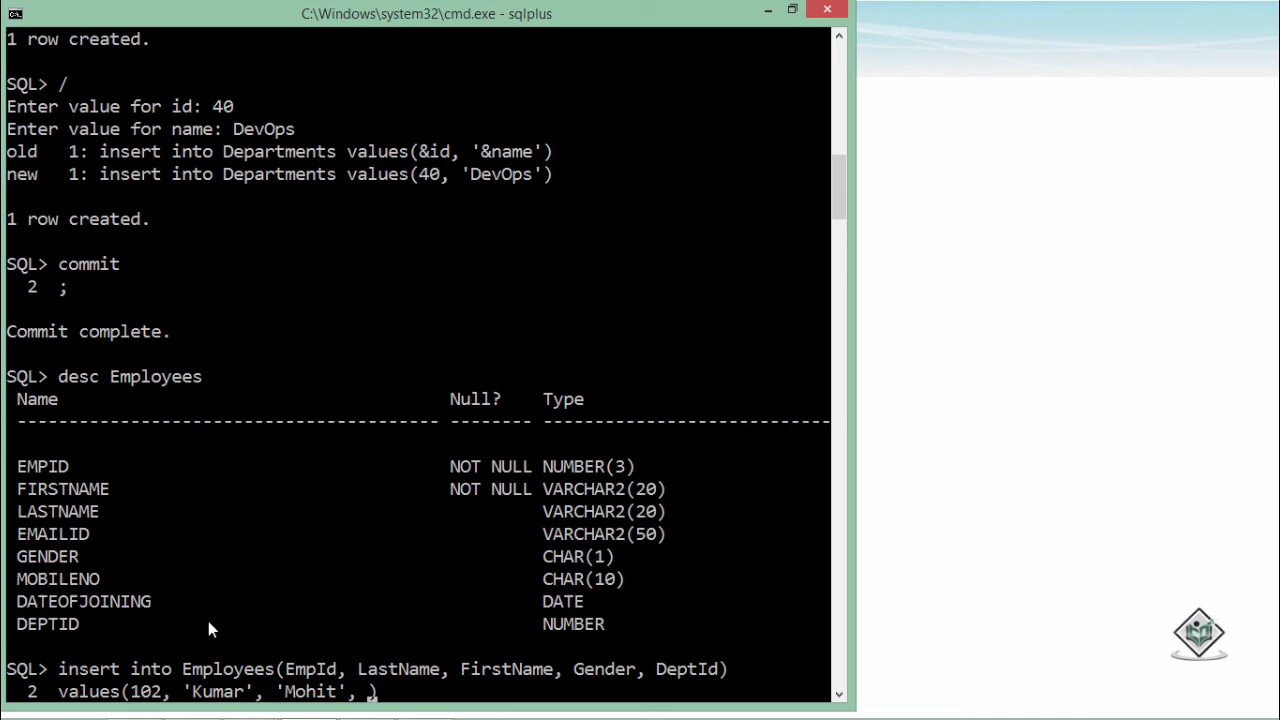 C:\Windows\system32\cmd.exe - sqlplus
1 row created.
SQL> /
Enter value for id: 40
Enter value for name: DevOps
old   1: insert into Departments values(&id, '&name')
new   1: insert into Departments values(40, 'DevOps')
1 row created.
SQL> commit
  2  ;
Commit complete.
SQL> desc Employees
 Name                                      Null?    Type
 ----------------------------------------- -------- ----------------------------
 EMPID                                     NOT NULL NUMBER(3)
 FIRSTNAME                                 NOT NULL VARCHAR2(20)
 LASTNAME                                           VARCHAR2(20)
 EMAILID                                            VARCHAR2(50)
 GENDER                                             CHAR(1)
 MOBILENO                                           CHAR(10)
 DATEOFJOINING                                      DATE
 DEPTID                                             NUMBER
SQL> insert into Employees(EmpId, LastName, FirstName, Gender, DeptId)
  2  values(102, 'Kumar', 'Mohit', )